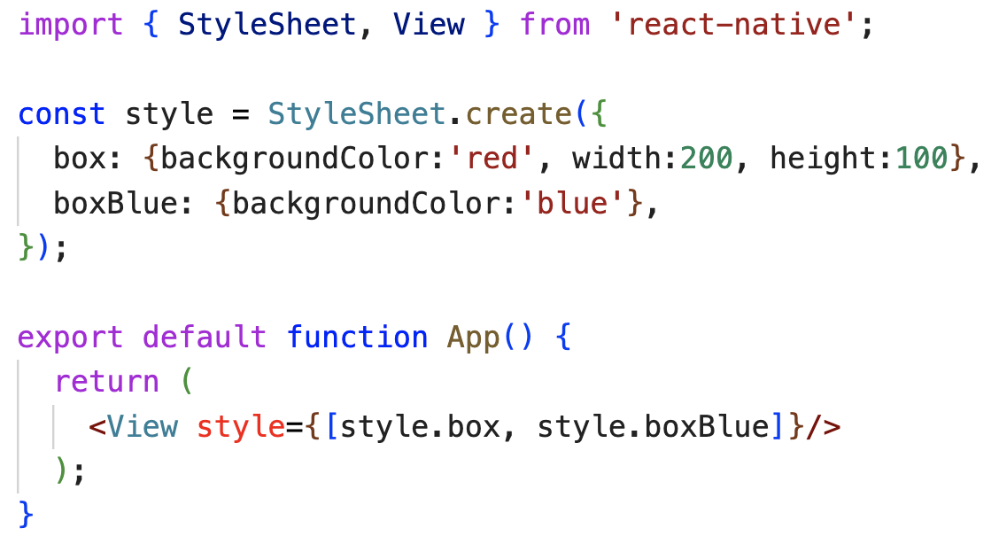 import { StyleSheet, View } from 'react-native';

const style = StyleSheet.create({
  box: {backgroundColor:'red', width:200, height:100},
  boxBlue: {backgroundColor:'blue'},
});

export default function App() {
  return (
    <View style={[style.box, style.boxBlue]}/>
  );
}